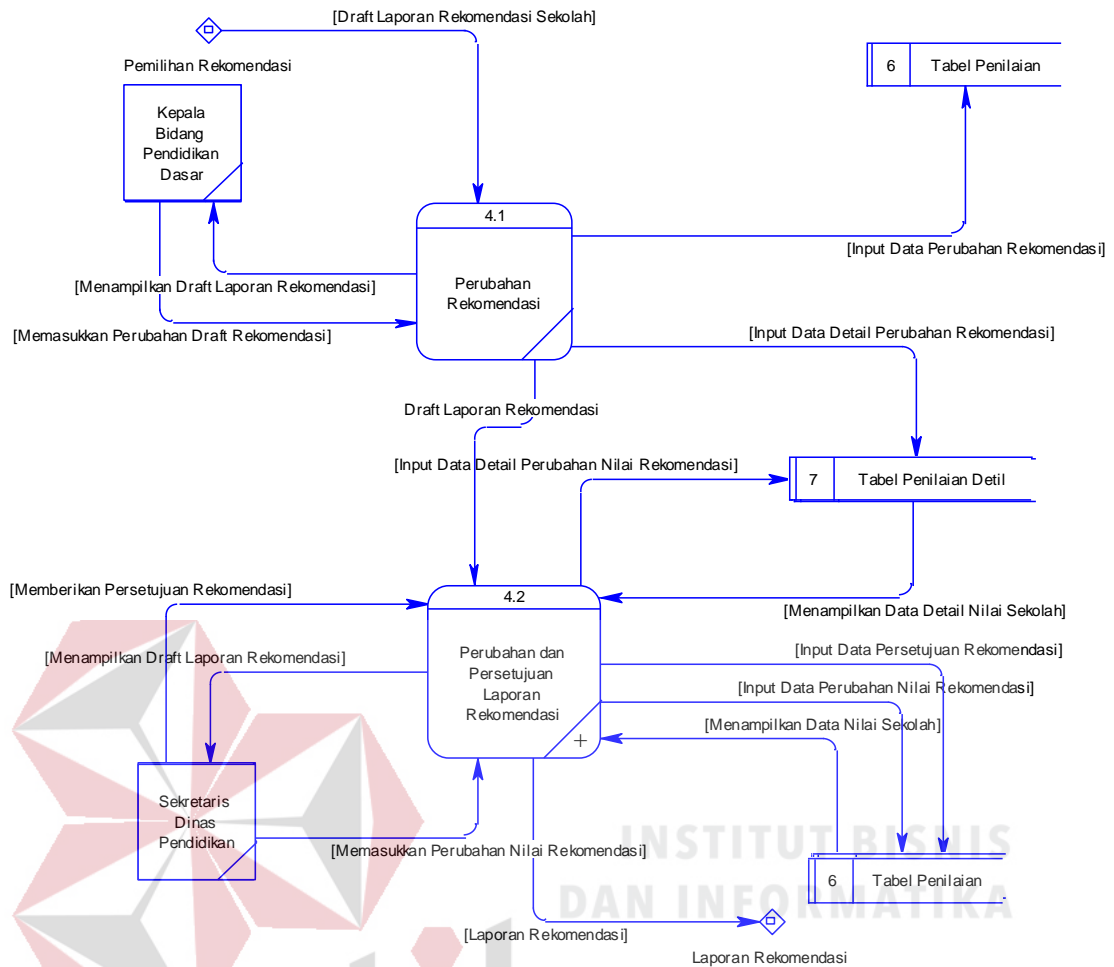 [Draft Laporan Rekomendasi Sekolah]
Pemilihan Rekomendasi
6 Tabel Penilaian
Kepala
Bidang
Pendidikan
Dasar
4.1
Perubahan
Rekomendasi
[Input Data Perubahan Rekomendasi]
[Menampilkan Draft Laporan Rekomendasi]
[Memasukkan Perubahan Draft Rekomendasi]
[Input Data Detail Perubahan Rekomendasi]
Draft Laporan Rekomendasi
[Input Data Detail Perubahan Nilai Rekomendasi]
7 Tabel Penilaian Detil
[Memberikan Persetujuan Rekomendasi]
4.2
Perubahan dan
Persetujuan
Laporan
Rekomendasi
[Menampilkan Data Detail Nilai Sekolah]
[Menampilkan Draft Laporan Rekomendasi]
[Input Data Persetujuan Rekomendasi]
[Input Data Perubahan Nilai Rekomendasi]
[Menampilkan Data Nilai Sekolah]
Sekretaris
Dinas
Pendidikan
[Memasukkan Perubahan Nilai Rekomendasi]
INSTITUT BISNIS
DAN INFORMATIKA
6 Tabel Penilaian
[Laporan Rekomendasi]
Laporan Rekomendasi